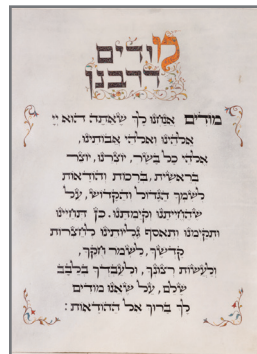 מודים
דרבנן
מודים אנחנו לך שאתה הוא יי
אלהינו ואלהי אבותינו,
אלהי כל בשר, יוצרנו, יוצר
בראשית, ברכות והודאות
לשמך הגדול והקדוש, על
שהחייתנו וקימתנו. כן תחיינו
ותקימנו ותאסף גליותינו לחצרות
קדשך, לשמר חקך,
ולעשות רצונך, ולעבדך בלבב
שלם, על שאנו מודים
לך ברוך אל ההודאות: